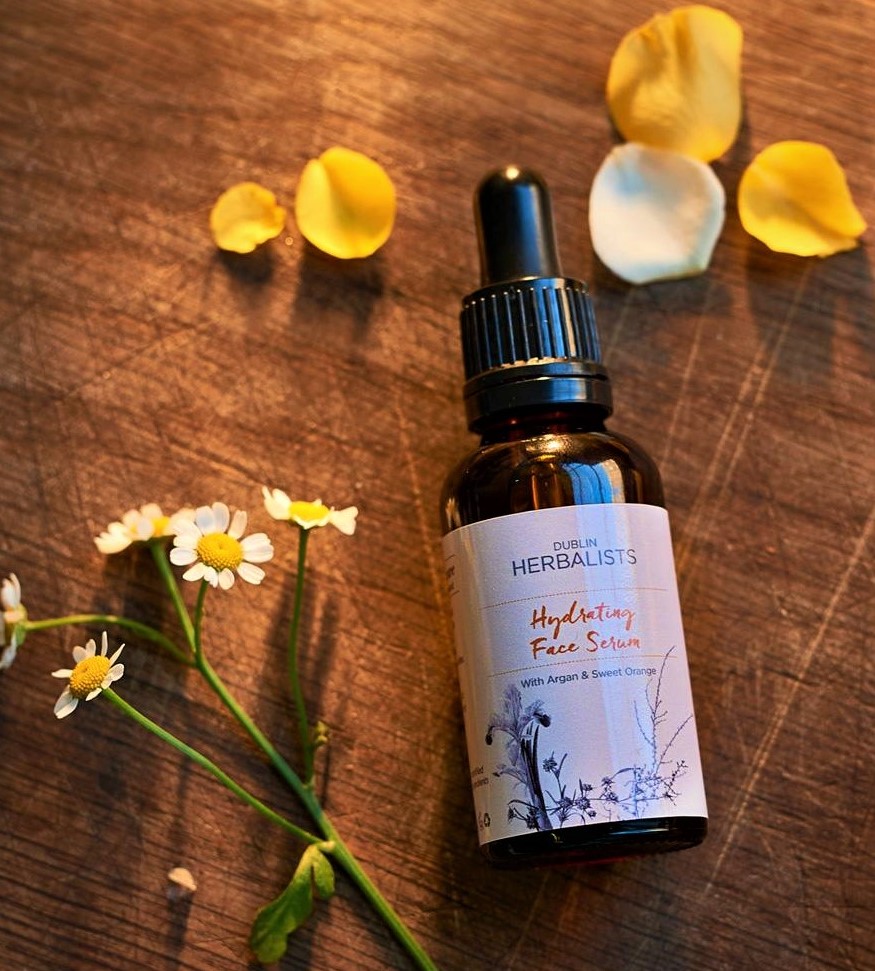 DUBLIN
HERBALISTS
Hydrating
Face Serum
With Argan & Sweet Orange